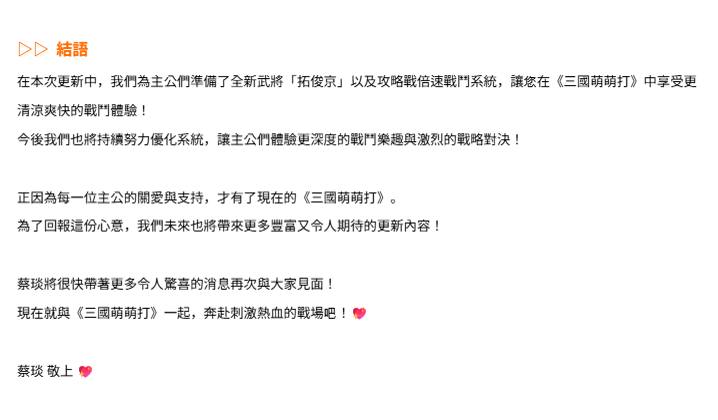 ▷▷ 結語
在本次更新中，我們為主公們準備了全新武將「拓俊京」以及攻略戰倍速戰鬥系統，讓您在《三國萌萌打》中享受更
清涼爽快的戰鬥體驗！
今後我們也將持續努力優化系統，讓主公們體驗更深度的戰鬥樂趣與激烈的戰略對決！
正因為每一位主公的關愛與支持，才有了現在的《三國萌萌打》。
為了回報這份心意，我們未來也將帶來更多豐富又令人期待的更新內容！
蔡琰將很快帶著更多令人驚喜的消息再次與大家見面！
現在就與《三國萌萌打》一起，奔赴刺激熱血的戰場吧！💖
蔡琰 敬上 💖